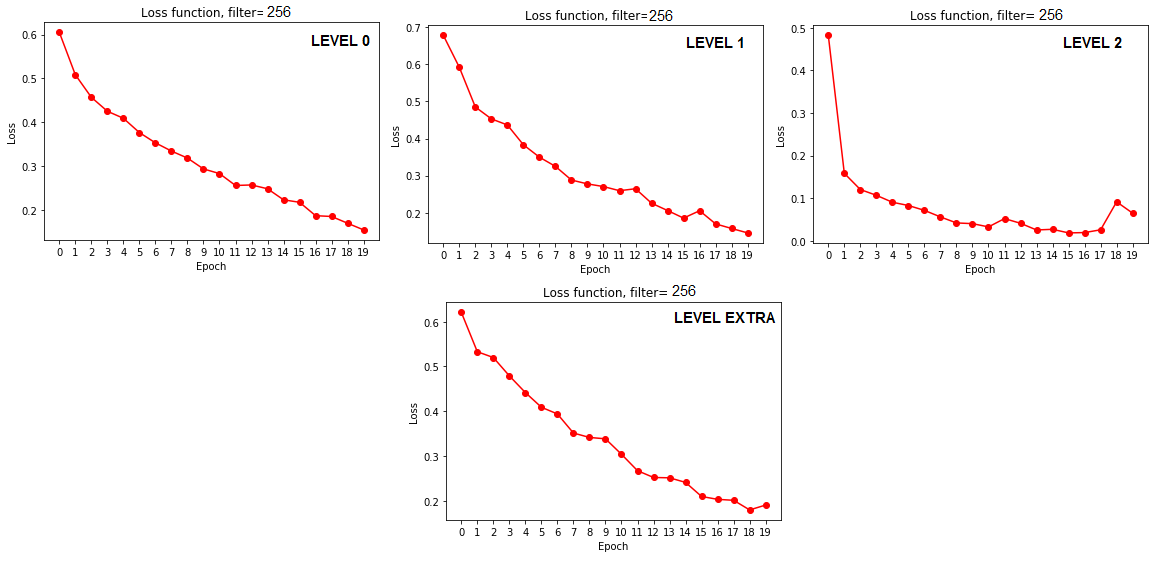 Loss function, filter= 256
LEVEL 0
0.6
0.5
0.4
0.3
0.2
Loss
0 1 2 3 4 5 6 7 8 9 10 11 12 13 14 15 16 17 18 19
Epoch
Loss function, filter=256
LEVEL 1
0.7
0.6
0.5
0.4
0.3
0.2
Loss
0 1 2 3 4 5 6 7 8 9 10 11 12 13 14 15 16 17 18 19
Epoch
Loss function, filter= 256
LEVEL 2
0.5
0.4
0.3
0.2
0.1
0.0
Loss
0 1 2 3 4 5 6 7 8 9 10 11 12 13 14 15 16 17 18 19
Epoch
Loss function, filter= 256
LEVEL EXTRA
0.6
0.5
0.4
0.3
0.2
Loss
0 1 2 3 4 5 6 7 8 9 10 11 12 13 14 15 16 17 18 19
Epoch